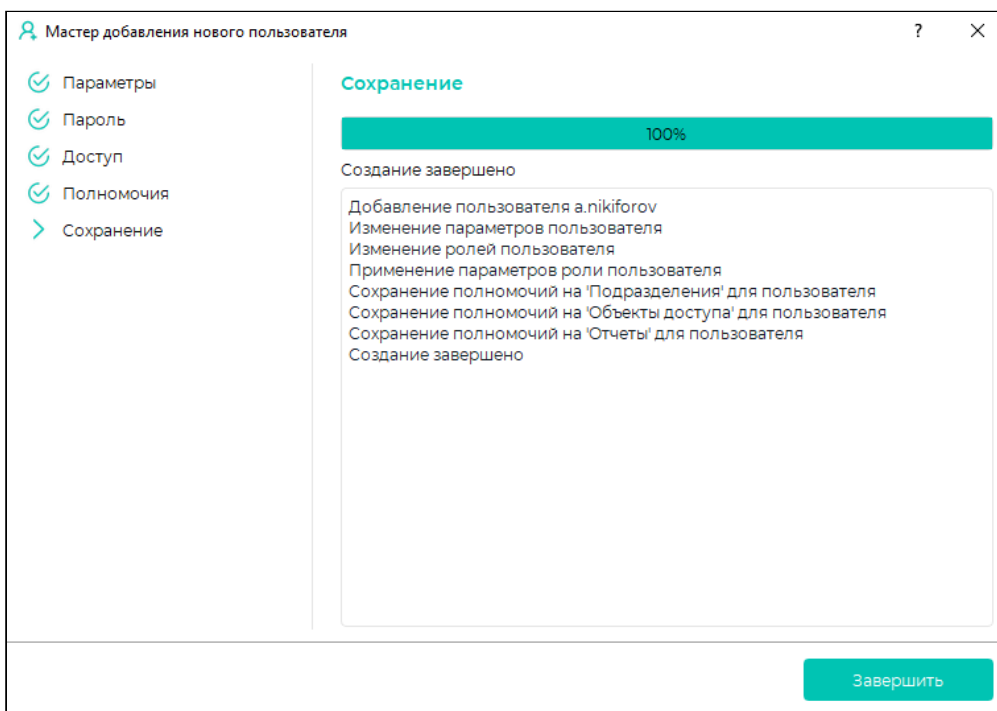 Мастер добавления нового пользователя
?
Параметры
Пароль
Доступ
Полномочия
Сохранение
Сохранение
100%
Создание завершено
Добавление пользователя a.nikiforov
Изменение параметров пользователя
Изменение ролей пользователя
Применение параметров роли пользователя
Сохранение полномочий на 'Подразделения' для пользователя
Сохранение полномочий на 'Объекты доступа' для пользователя
Сохранение полномочий на 'Отчеты' для пользователя
Создание завершено
Завершить